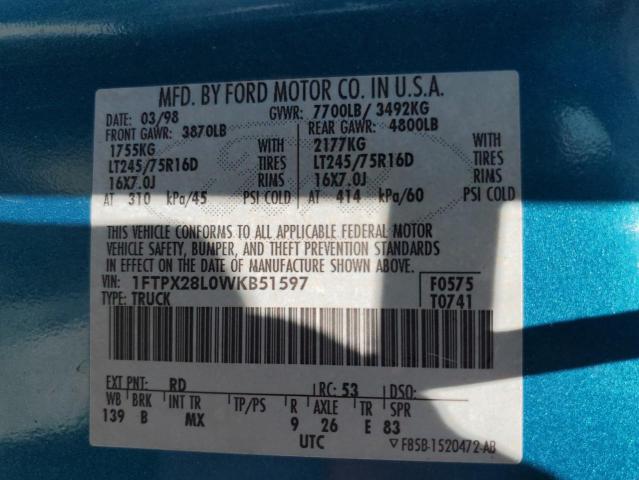 MFD. BY FORD MOTOR CO. IN U.S.A.
DATE: 03/98 GVWR: 7700LB/ 3492KG
FRONT GAWR: 3870LB REAR GAWR: 4800LB
1755KG WITH 2177KG WITH
LT245/75R16D TIRES LT245/75R16D TIRES
16X7.0J RIMS 16X7.0J RIMS
AT 310 kPa/45 PSI COLD AT 414 kPa/60 PSI COLD
THIS VEHICLE CONFORMS TO ALL APPLICABLE FEDERAL MOTOR
VEHICLE SAFETY, BUMPER, AND THEFT PREVENTION STANDARDS
IN EFFECT ON THE DATE OF MANUFACTURE SHOWN ABOVE.
VIN: 1FTPX28L0WKB51597 F0575
TYPE: TRUCK T0741
EXT PNT: RD RC: 53 DSO:
WB BRK INT TR TP/PS R AXLE TR SPR
139 B MX 9 26 E 83
UTC ▽ F85B-1520472-AB